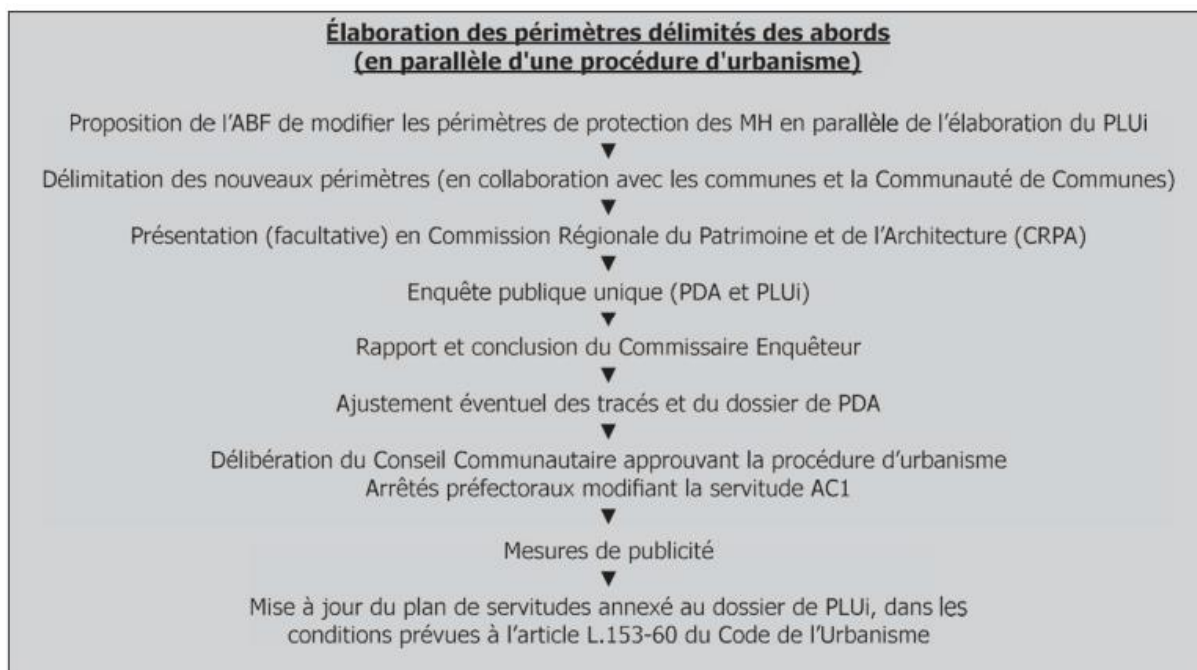 Élaboration des périmètres délimités des abords
(en parallèle d'une procédure d'urbanisme)
Proposition de l'ABF de modifier les périmètres de protection des MH en parallèle de l'élaboration du PLUi
▼
Délimitation des nouveaux périmètres (en collaboration avec les communes et la Communauté de Communes)
▼
Présentation (facultative) en Commission Régionale du Patrimoine et de l'Architecture (CRPA)
▼
Enquête publique unique (PDA et PLUi)
▼
Rapport et conclusion du Commissaire Enquêteur
▼
Ajustement éventuel des tracés et du dossier de PDA
▼
Délibération du Conseil Communautaire approuvant la procédure d'urbanisme
Arrêtés préfectoraux modifiant la servitude AC1
▼
Mesures de publicité
▼
Mise à jour du plan de servitudes annexé au dossier de PLUi, dans les
conditions prévues à l'article L.153-60 du Code de l'Urbanisme